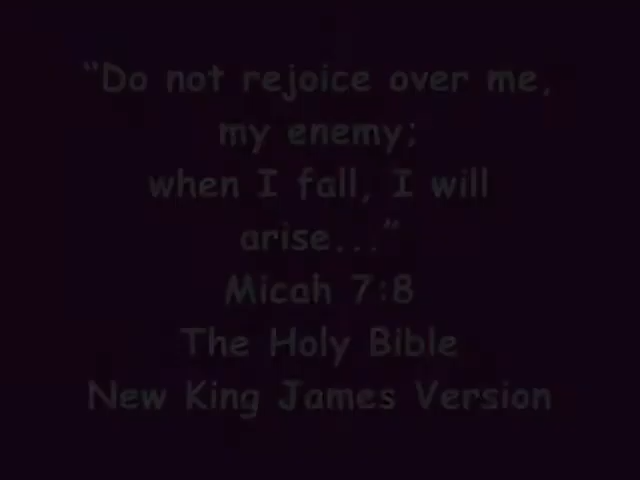 “Do not rejoice over me,
my enemy;
when I fall, I will
arise...”
Micah 7:8
The Holy Bible
New King James Version